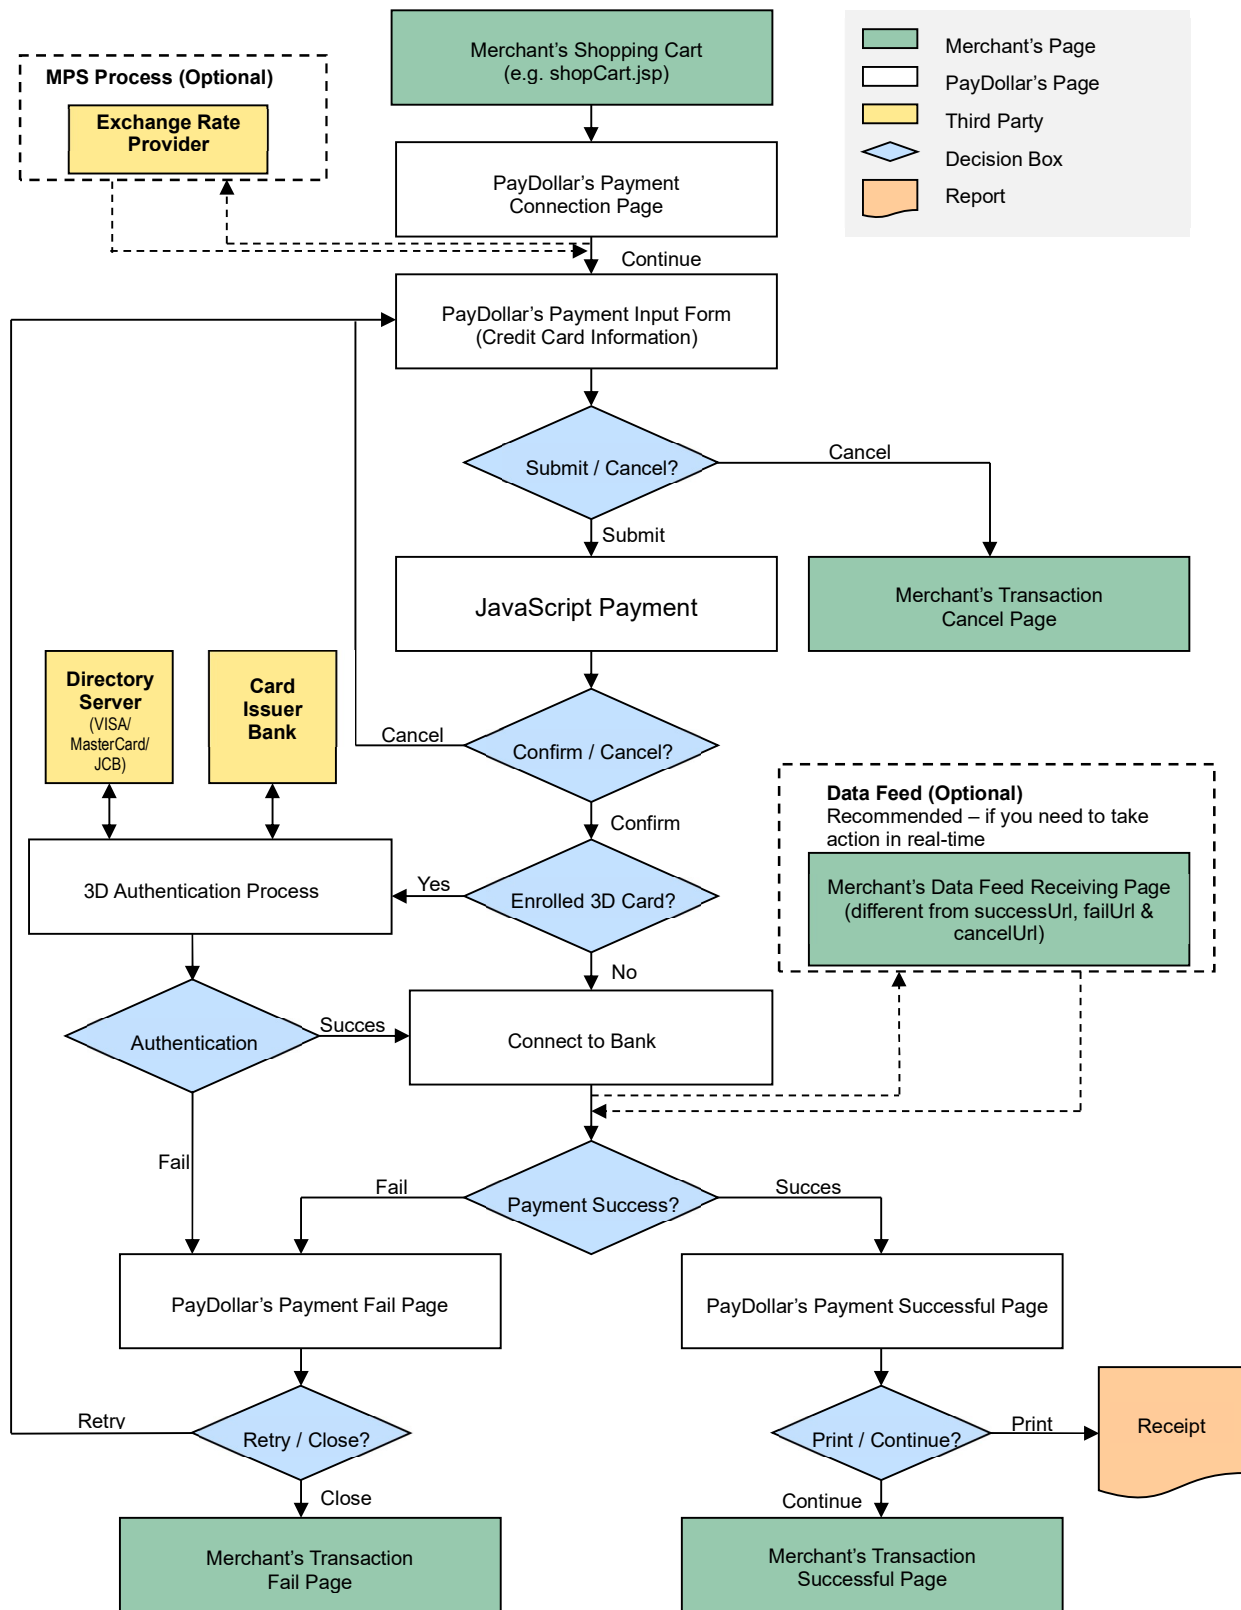 Merchant's Shopping Cart
(e.g. shopCart.jsp)
Merchant's Page
PayDollar's Page
Third Party
Decision Box
Report
MPS Process (Optional)
Exchange Rate
Provider
PayDollar's Payment
Connection Page
Continue
PayDollar's Payment Input Form
(Credit Card Information)
Submit / Cancel?
Cancel
Submit
JavaScript Payment
Merchant's Transaction
Cancel Page
Directory
Server
(VISA/
MasterCard/
JCB)
Card
Issuer
Bank
Cancel
Confirm / Cancel?
Confirm
Data Feed (Optional)
Recommended – if you need to take
action in real-time
Merchant's Data Feed Receiving Page
(different from successUrl, failUrl &
cancelUrl)
3D Authentication Process
Yes
Enrolled 3D Card?
No
Authentication
Succes
Connect to Bank
Fail
Fail
Payment Success?
Succes
PayDollar's Payment Fail Page
PayDollar's Payment Successful Page
Retry
Retry / Close?
Close
Print / Continue?
Print
Receipt
Continue
Merchant's Transaction
Fail Page
Merchant's Transaction
Successful Page